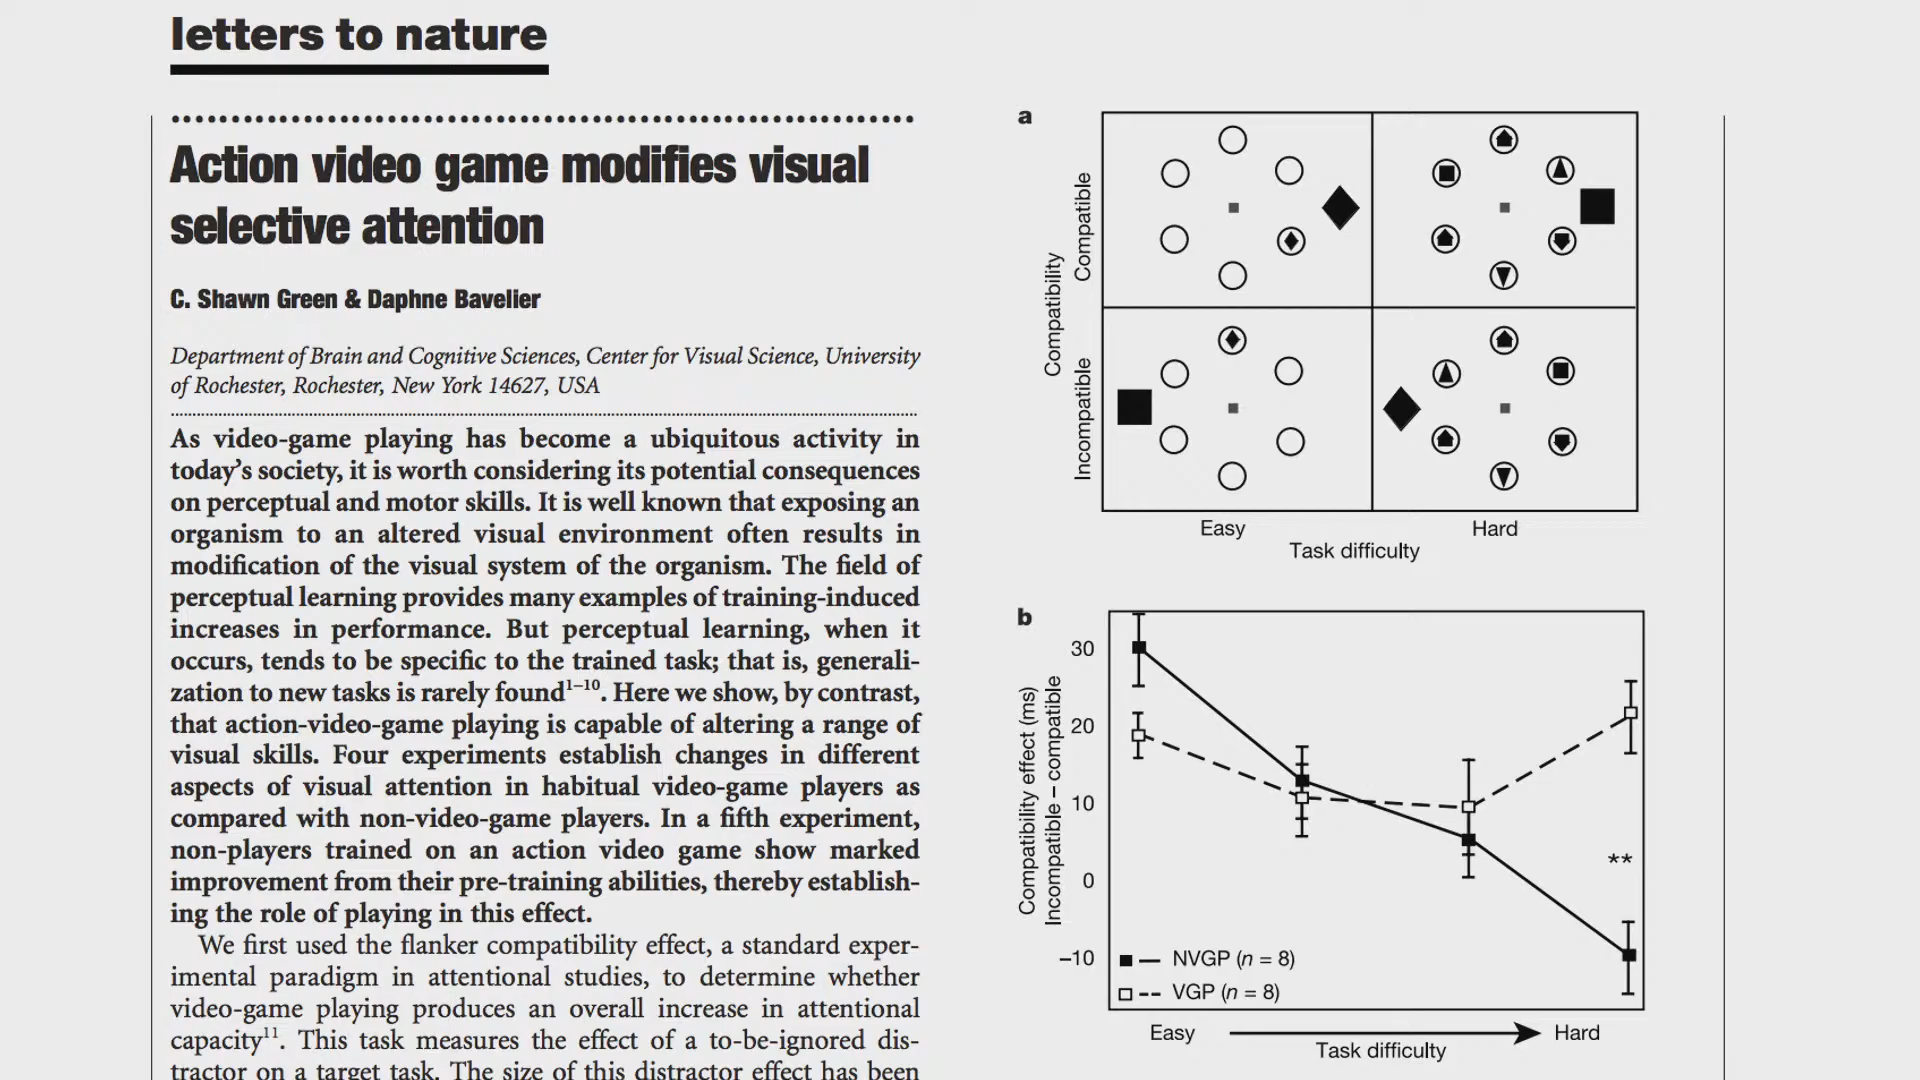 letters to nature
Action video game modifies visual
selective attention
C. Shawn Green & Daphne Bavelier
Department of Brain and Cognitive Sciences, Center for Visual Science, University
of Rochester, Rochester, New York 14627, USA
As video-game playing has become a ubiquitous activity in
today's society, it is worth considering its potential consequences
on perceptual and motor skills. It is well known that exposing an
organism to an altered visual environment often results in
modification of the visual system of the organism. The field of
perceptual learning provides many examples of training-induced
increases in performance. But perceptual learning, when it
occurs, tends to be specific to the trained task; that is, generali-
zation to new tasks is rarely found1–10. Here we show, by contrast,
that action-video-game playing is capable of altering a range of
visual skills. Four experiments establish changes in different
aspects of visual attention in habitual video-game players as
compared with non-video-game players. In a fifth experiment,
non-players trained on an action video game show marked
improvement from their pre-training abilities, thereby establish-
ing the role of playing in this effect.
We first used the flanker compatibility effect, a standard exper-
imental paradigm in attentional studies, to determine whether
video-game playing produces an overall increase in attentional
capacity11. This task measures the effect of a to-be-ignored dis-
tractor on a target task. The size of this distractor effect has been
a
Compatibility
Compatible
Incompatible
Easy
Hard
Task difficulty
b
Compatibility effect (ms)
Incompatible – compatible
30
20
10
0
–10
**
NVGP (n = 8)
VGP (n = 8)
Easy
Hard
Task difficulty